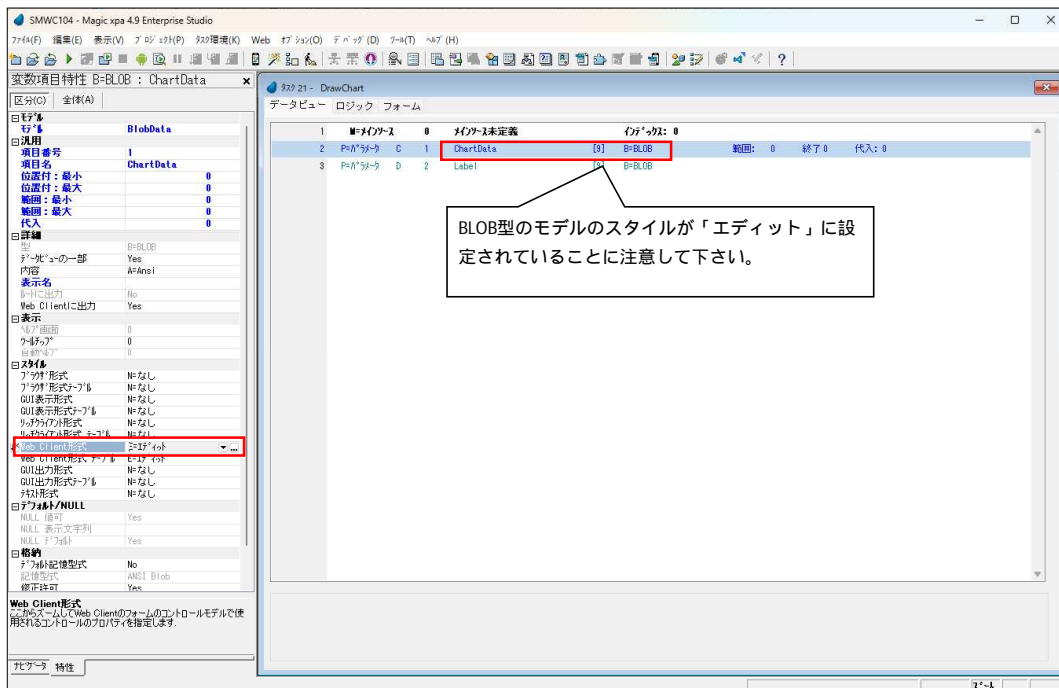 SMWC104 - Magic xpa 4.9 Enterprise Studio
ﾌｧｲﾙ(F) 編集(E) 表示(V) ﾌﾟﾛｼﾞｪｸﾄ(P) ﾀｽｸ環境(K) Web ｵﾌﾟｼｮﾝ(O) ﾃﾞﾊﾞｯｸﾞ(D) ﾂｰﾙ(T) ﾍﾙﾌﾟ(H)
変数項目特性 B=BLOB : ChartData
区分(C) 全体(A)
ﾓﾃﾞﾙ
ﾓﾃﾞﾙ BlobData
汎用
項目番号 1
項目名 ChartData
位置付：最小 0
位置付：最大 0
範囲：最小 0
範囲：最大 0
代入 0
詳細
型 B=BLOB
ﾃﾞｰﾀﾋﾞｭｰの一部 Yes
内容 A=Ansi
表示名
ﾙｰﾄに出力 No
Web Clientに出力 Yes
表示
ﾍﾙﾌﾟ画面 0
ﾂｰﾙﾁｯﾌﾟ 0
自動ﾍﾙﾌﾟ 0
ｽﾀｲﾙ
ﾌﾞﾗｳｻﾞ形式 N=なし
ﾌﾞﾗｳｻﾞ形式ﾃｰﾌﾞﾙ N=なし
GUI表示形式 N=なし
GUI表示形式ﾃｰﾌﾞﾙ N=なし
ﾘｯﾁｸﾗｲｱﾝﾄ形式 N=なし
ﾘｯﾁｸﾗｲｱﾝﾄ形式 ﾃｰﾌﾞﾙ N=なし
Web Client形式 E=ｴﾃﾞｨｯﾄ
Web Client形式 ﾃｰﾌﾞﾙ E=ｴﾃﾞｨｯﾄ
GUI出力形式 N=なし
GUI出力形式ﾃｰﾌﾞﾙ N=なし
ﾃｷｽﾄ形式 N=なし
ﾃﾞﾌｫﾙﾄ/NULL
NULL 値可 Yes
NULL 表示文字列
NULL ﾃﾞﾌｫﾙﾄ Yes
格納
ﾃﾞﾌｫﾙﾄ記憶型式 No
記憶型式 ANSI Blob
修正許可 Yes
Web Client形式
ここからズームしてWeb Clientのフォームのコントロールモデルで使
用されるコントロールのプロパティを指定します.
ﾅﾋﾞｹﾞｰﾀ 特性
ﾀｽｸ 21 - DrawChart
データビュー ロジック フォーム
1 M=ﾒｲﾝｿｰｽ 0 ﾒｲﾝｿｰｽ未定義 ｲﾝﾃﾞｯｸｽ: 0
2 P=ﾊﾟﾗﾒｰﾀ C 1 ChartData [9] B=BLOB 範囲: 0 終了 0 代入: 0
3 P=ﾊﾟﾗﾒｰﾀ D 2 Label [9] B=BLOB
BLOB型のモデルのスタイルが「エディット」に設
定されていることに注意して下さい。
ｽﾞｰﾑ